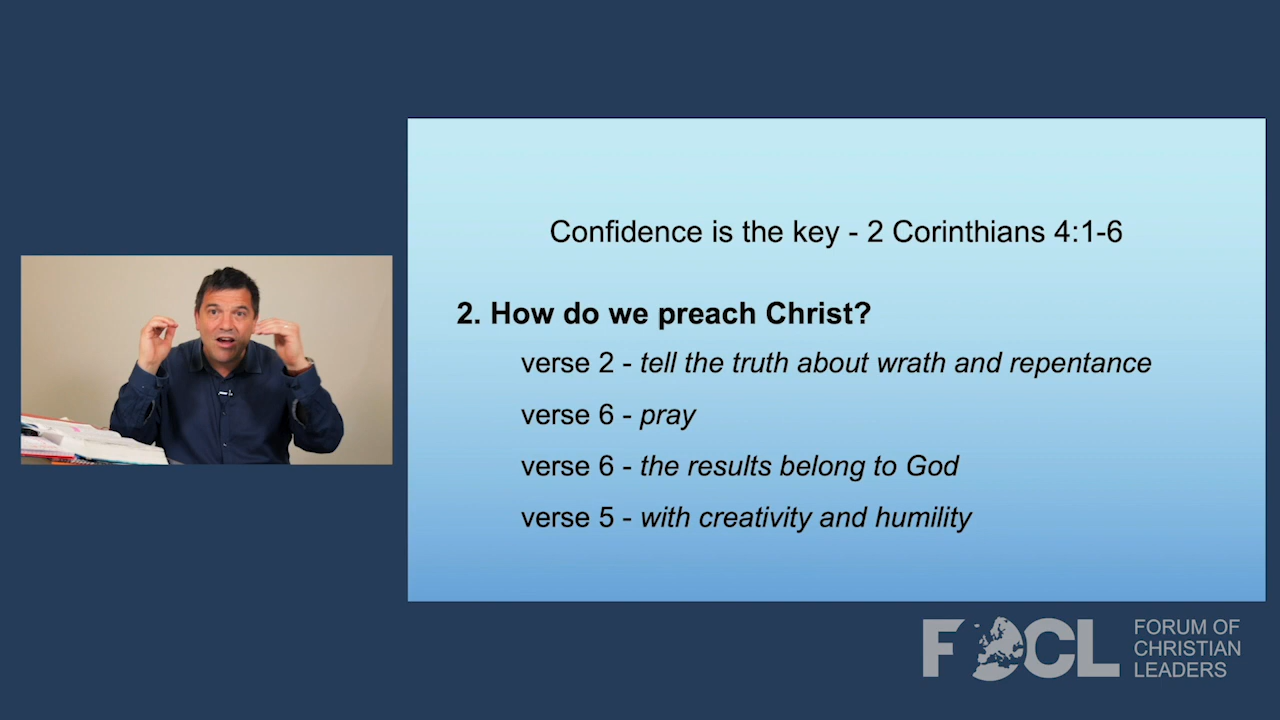 Confidence is the key - 2 Corinthians 4:1-6
2. How do we preach Christ?
verse 2 - tell the truth about wrath and repentance
verse 6 - pray
verse 6 - the results belong to God
verse 5 - with creativity and humility
FOCL
FORUM OF
CHRISTIAN
LEADERS